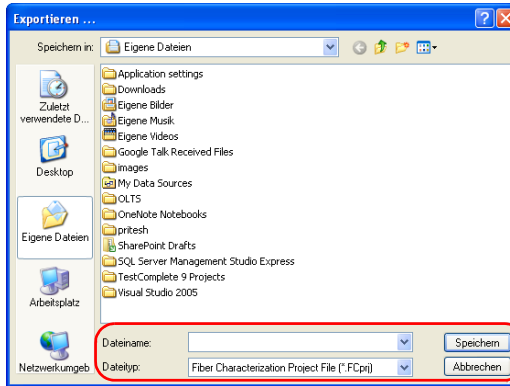 Exportieren ...
Speichern in:
Eigene Dateien
Zuletzt
verwendete D...
Desktop
Eigene Dateien
Arbeitsplatz
Netzwerkumgeb
Application settings
Downloads
Eigene Bilder
Eigene Musik
Eigene Videos
Google Talk Received Files
images
My Data Sources
OLTS
OneNote Notebooks
pritesh
SharePoint Drafts
SQL Server Management Studio Express
TestComplete 9 Projects
Visual Studio 2005
Dateiname:
Speichern
Dateityp:
Fiber Characterization Project File (*.FCprj)
Abbrechen